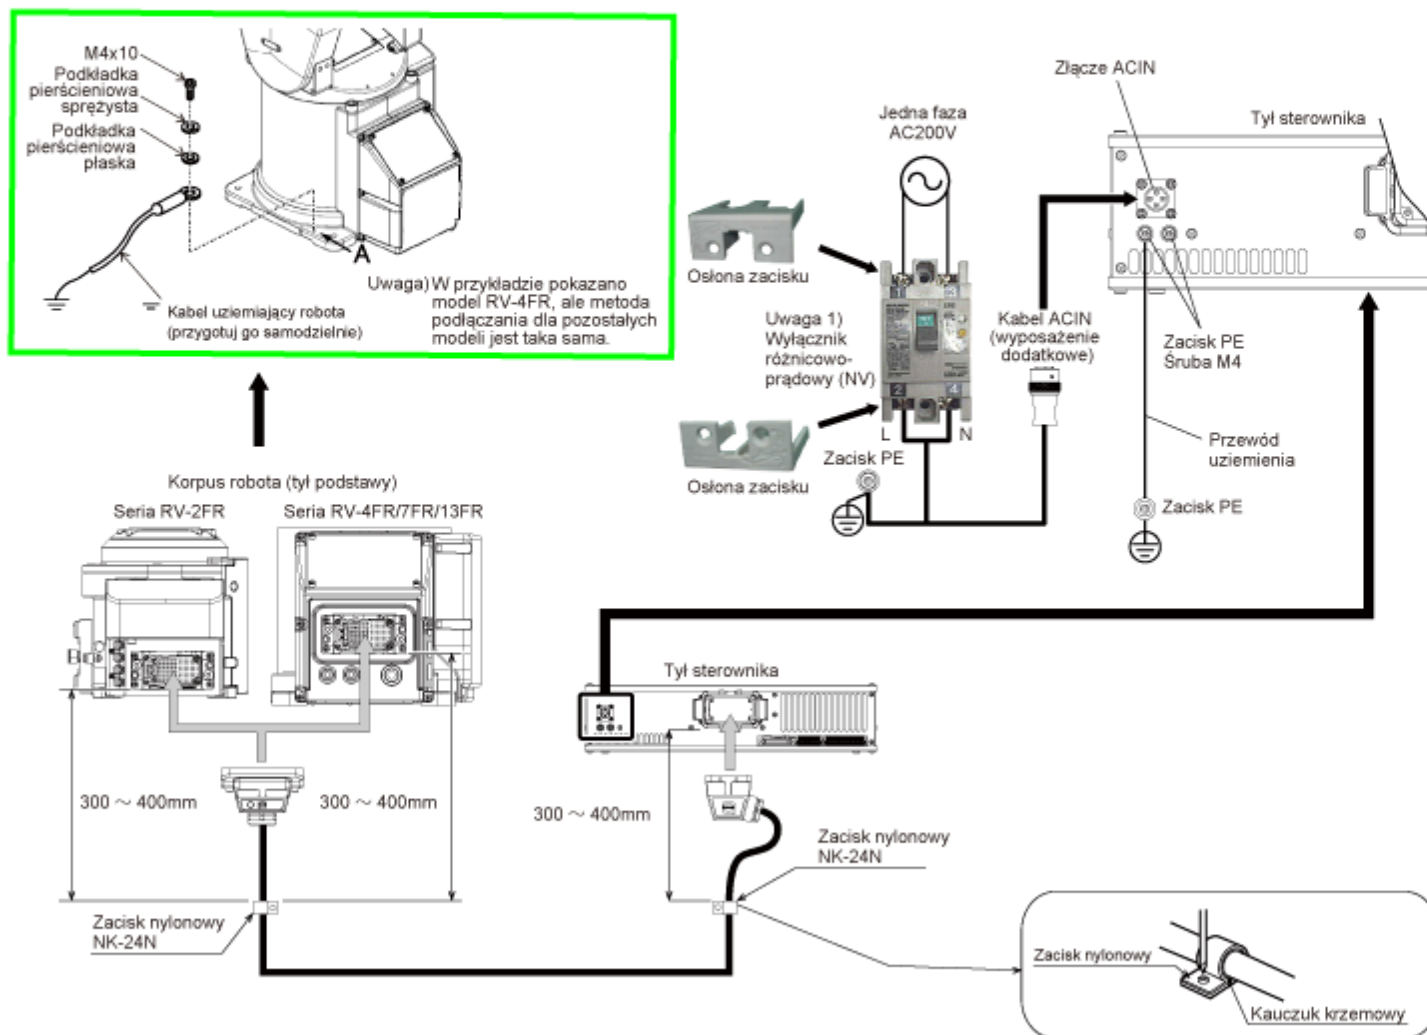 M4x10
Podkładka
pierścieniowa
sprężysta
Podkładka
pierścieniowa
płaska
A
Kabel uziemiający robota
(przygotuj go samodzielnie)
Uwaga) W przykładzie pokazano
model RV-4FR, ale metoda
podłączania dla pozostałych
modeli jest taka sama.
Złącze ACIN
Tył sterownika
Jedna faza
AC200V
Osłona zacisku
Uwaga 1)
Wyłącznik
różnicowo-
prądowy (NV)
1
3
2
4
L
N
Kabel ACIN
(wyposażenie
dodatkowe)
Zacisk PE
Śruba M4
Przewód
uziemienia
Zacisk PE
Osłona zacisku
Zacisk PE
Korpus robota (tył podstawy)
Seria RV-2FR
Seria RV-4FR/7FR/13FR
300 ~ 400mm
300 ~ 400mm
Zacisk nylonowy
NK-24N
Tył sterownika
300 ~ 400mm
Zacisk nylonowy
NK-24N
Zacisk nylonowy
Kauczuk krzemowy